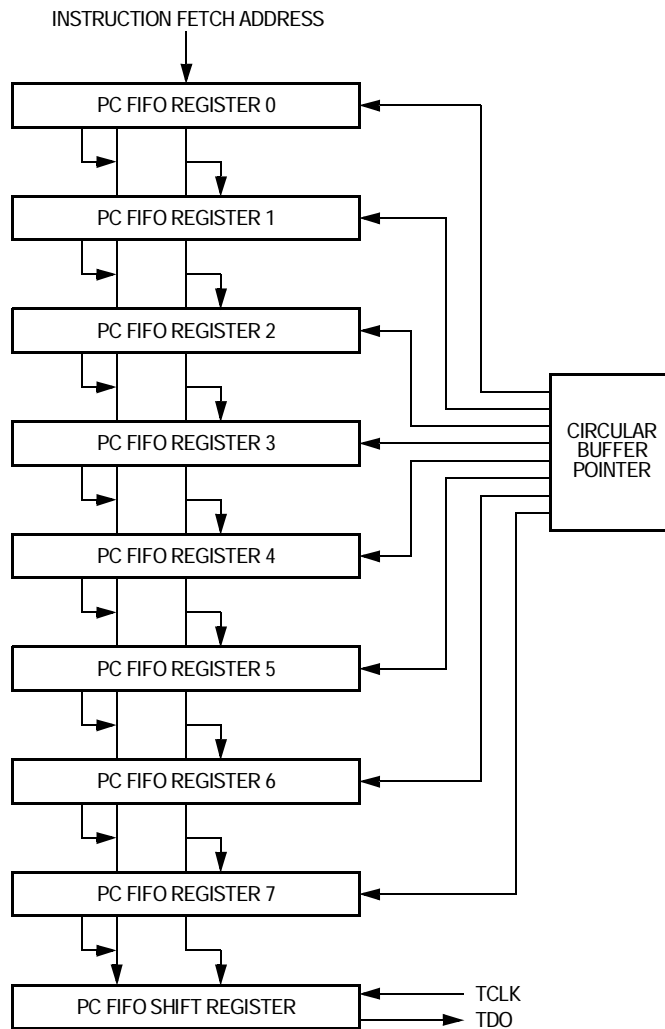 INSTRUCTION FETCH ADDRESS
PC FIFO REGISTER 0
PC FIFO REGISTER 1
PC FIFO REGISTER 2
PC FIFO REGISTER 3
CIRCULAR
BUFFER
POINTER
PC FIFO REGISTER 4
PC FIFO REGISTER 5
PC FIFO REGISTER 6
PC FIFO REGISTER 7
PC FIFO SHIFT REGISTER
TCLK
TDO